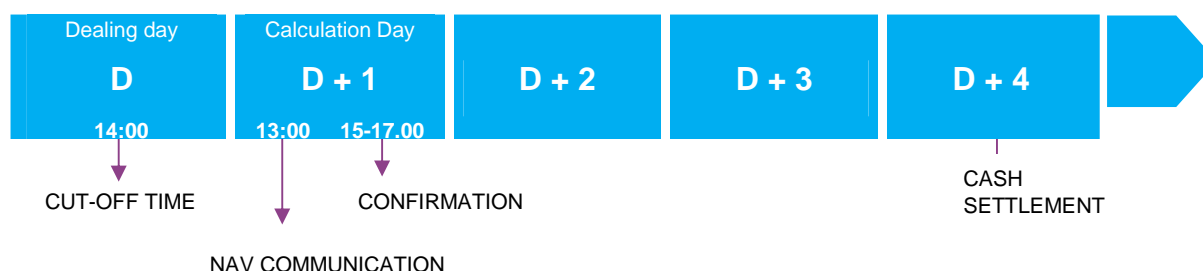 Dealing day
Calculation Day
D
D + 1
D + 2
D + 3
D + 4
14:00
13:00
15-17.00
CUT-OFF TIME
CONFIRMATION
CASH
SETTLEMENT
NAV COMMUNICATION